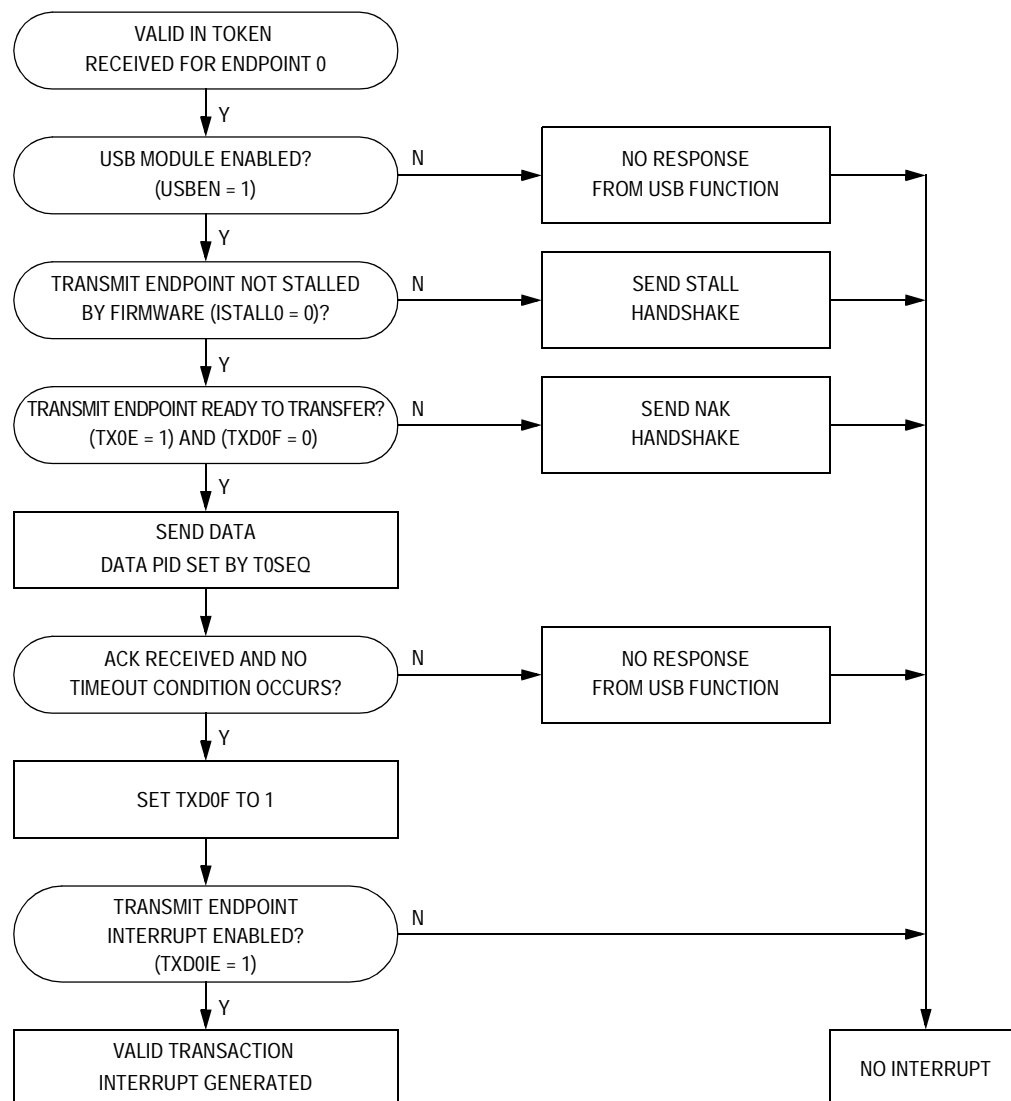 VALID IN TOKEN
RECEIVED FOR ENDPOINT 0
Y
USB MODULE ENABLED?
(USBEN = 1)
N
NO RESPONSE
FROM USB FUNCTION
Y
TRANSMIT ENDPOINT NOT STALLED
BY FIRMWARE (ISTALL0 = 0)?
N
SEND STALL
HANDSHAKE
Y
TRANSMIT ENDPOINT READY TO TRANSFER?
(TX0E = 1) AND (TXD0F = 0)
N
SEND NAK
HANDSHAKE
Y
SEND DATA
DATA PID SET BY T0SEQ
ACK RECEIVED AND NO
TIMEOUT CONDITION OCCURS?
N
NO RESPONSE
FROM USB FUNCTION
Y
SET TXD0F TO 1
TRANSMIT ENDPOINT
INTERRUPT ENABLED?
(TXD0IE = 1)
N
Y
VALID TRANSACTION
INTERRUPT GENERATED
NO INTERRUPT